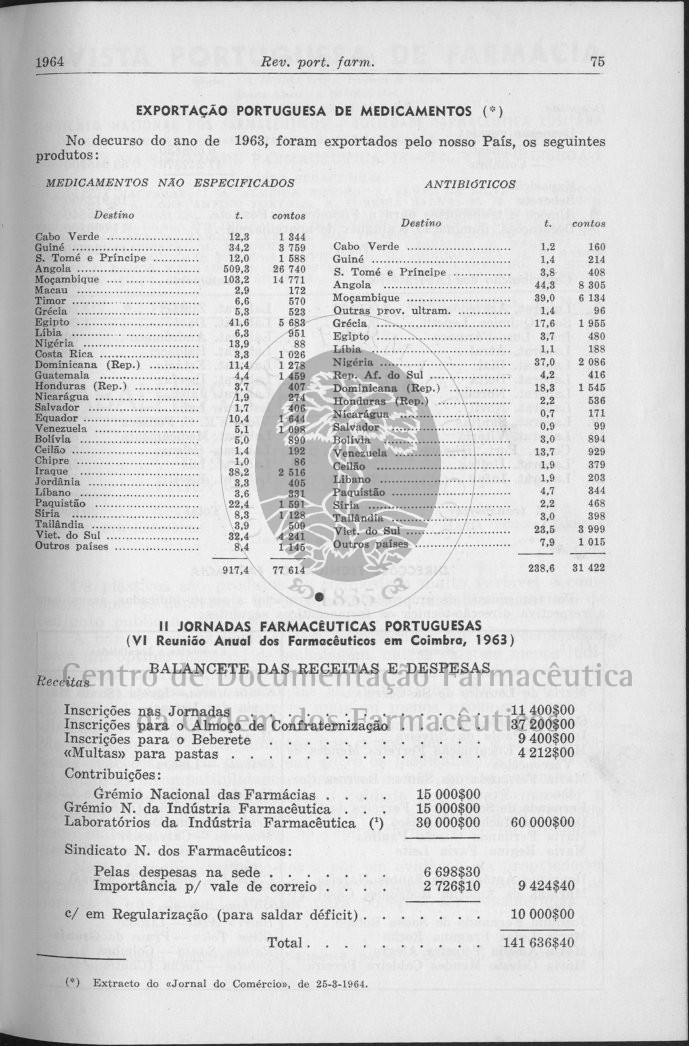 1964 Rev. port. farm. 75
EXPORTAÇÃO PORTUGUESA DE MEDICAMENTOS (*)
No decurso do ano de 1963, foram exportados pelo nosso País, os seguintes
produtos:
MEDICAMENTOS NÃO ESPECIFICADOS
Destino t. contos
Cabo Verde 12,3 1 344
Guiné 34,2 3 759
S. Tomé e Príncipe 12,0 1 588
Angola 509,3 26 740
Moçambique 103,2 14 771
Macau 2,9 172
Timor 6,6 570
Grécia 5,3 523
Egipto 41,6 5 683
Líbia 6,3 951
Nigéria 13,9 88
Costa Rica 3,3 1 026
Dominicana (Rep.) 11,4 1 278
Guatemala 4,4 1 459
Honduras (Rep.) 3,7 407
Nicarágua 1,9 274
Salvador 1,7 406
Equador 10,4 1 644
Venezuela 5,1 1 098
Bolívia 5,0 890
Ceilão 1,4 192
Chipre 1,0 86
Iraque 38,2 2 516
Jordânia 3,3 405
Líbano 3,6 331
Paquistão 22,4 1 591
Síria 8,3 1 128
Tailândia 3,9 509
Viet. do Sul 32,4 4 241
Outros países 8,4 1 145
917,4 77 614
ANTIBIÓTICOS
Destino t. contos
Cabo Verde 1,2 160
Guiné 1,4 214
S. Tomé e Príncipe 3,8 408
Angola 44,3 8 305
Moçambique 39,0 6 134
Outras prov. ultram. 1,4 96
Grécia 17,6 1 955
Egipto 3,7 480
Líbia 1,1 188
Nigéria 37,0 2 086
Rep. Af. do Sul 4,2 416
Dominicana (Rep.) 18,3 1 545
Honduras (Rep.) 2,2 536
Nicarágua 0,7 171
Salvador 0,9 99
Bolívia 3,0 894
Venezuela 13,7 929
Ceilão 1,9 379
Líbano 1,9 203
Paquistão 4,7 344
Síria 2,2 468
Tailândia 3,0 398
Viet. do Sul 23,5 3 999
Outros países 7,9 1 015
238,6 31 422
1835
II JORNADAS FARMACÊUTICAS PORTUGUESAS
(VI Reunião Anual dos Farmacêuticos em Coimbra, 1963)
BALANCETE DAS RECEITAS E DESPESAS
Centro de Documentação Farmacêutica
da Ordem dos Farmacêuticos
Receitas
Inscrições nas Jornadas . . . . . . . . . . . 11 400$00
Inscrições para o Almoço de Confraternização . . . . 37 200$00
Inscrições para o Beberete . . . . . . . . . . 9 400$00
«Multas» para pastas . . . . . . . . . . . . 4 212$00
Contribuições:
Grémio Nacional das Farmácias . . . . 15 000$00
Grémio N. da Indústria Farmacêutica . . . 15 000$00
Laboratórios da Indústria Farmacêutica (¹) 30 000$00 60 000$00
Sindicato N. dos Farmacêuticos:
Pelas despesas na sede . . . . . . . 6 698$30
Importância p/ vale de correio . . . . 2 726$10 9 424$40
c/ em Regularização (para saldar déficit) . . . . . . . 10 000$00
Total . . . . . . . . . . 141 636$40
(*) Extracto do «Jornal do Comércio», de 25-3-1964.